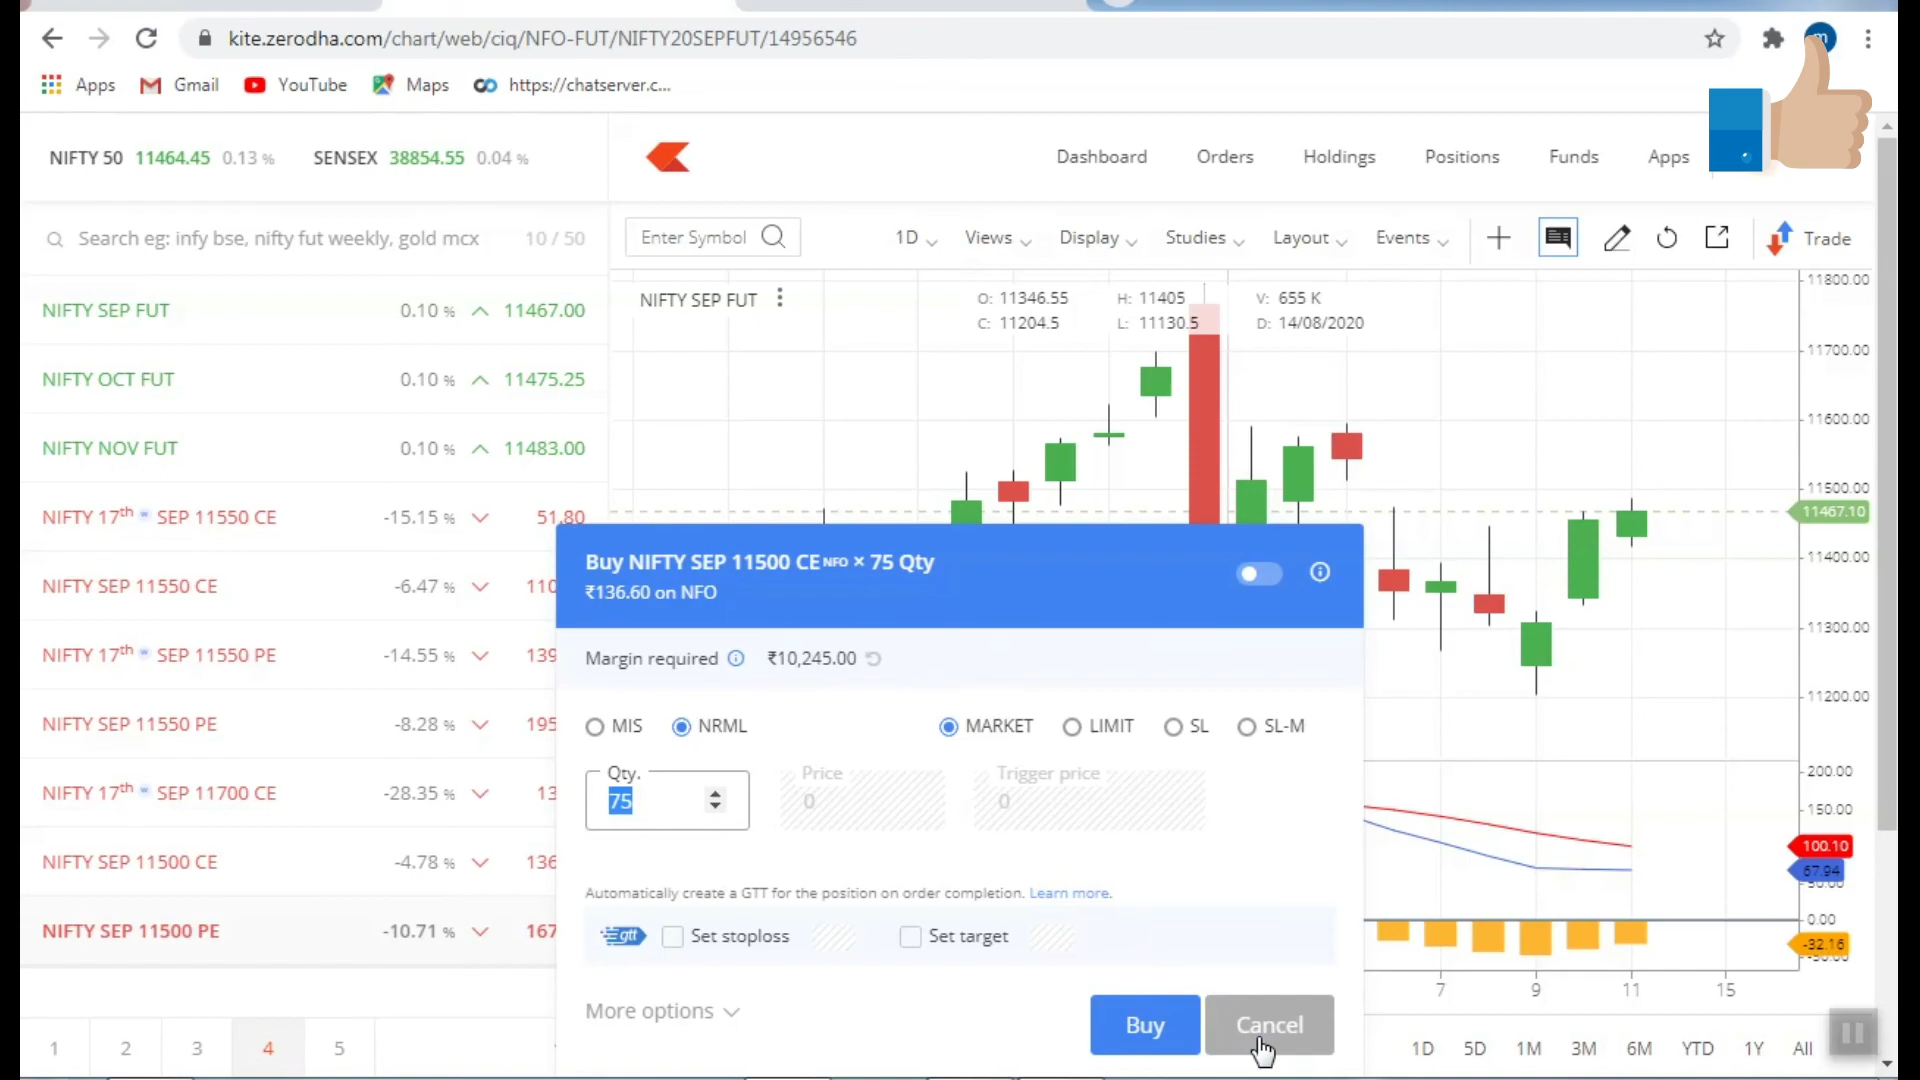 kite.zerodha.com/chart/web/ciq/NFO-FUT/NIFTY20SEPFUT/14956546
Apps Gmail YouTube Maps https://chatserver.c...
NIFTY 50 11464.45 0.13 % SENSEX 38854.55 0.04 %
Dashboard Orders Holdings Positions Funds Apps
Search eg: infy bse, nifty fut weekly, gold mcx 10 / 50
Enter Symbol 1D Views Display Studies Layout Events Trade
NIFTY SEP FUT 0.10 % 11467.00
NIFTY OCT FUT 0.10 % 11475.25
NIFTY NOV FUT 0.10 % 11483.00
NIFTY 17th w SEP 11550 CE -15.15 % 51.80
NIFTY SEP 11550 CE -6.47 % 110
NIFTY 17th w SEP 11550 PE -14.55 % 139
NIFTY SEP 11550 PE -8.28 % 195
NIFTY 17th w SEP 11700 CE -28.35 % 13
NIFTY SEP 11500 CE -4.78 % 136
NIFTY SEP 11500 PE -10.71 % 167
1 2 3 4 5
NIFTY SEP FUT
O: 11346.55 H: 11405 V: 655 K
C: 11204.5 L: 11130.5 D: 14/08/2020
11800.00
11700.00
11600.00
11500.00
11467.10
11400.00
11300.00
11200.00
200.00
150.00
100.10
67.94
50.00
0.00
-32.16
7 9 11 15
Buy NIFTY SEP 11500 CE NFO × 75 Qty
₹136.60 on NFO
Margin required ₹10,245.00
MIS NRML MARKET LIMIT SL SL-M
Qty. Price Trigger price
75 0 0
Automatically create a GTT for the position on order completion. Learn more.
gtt Set stoploss Set target
More options Buy Cancel
1D 5D 1M 3M 6M YTD 1Y All